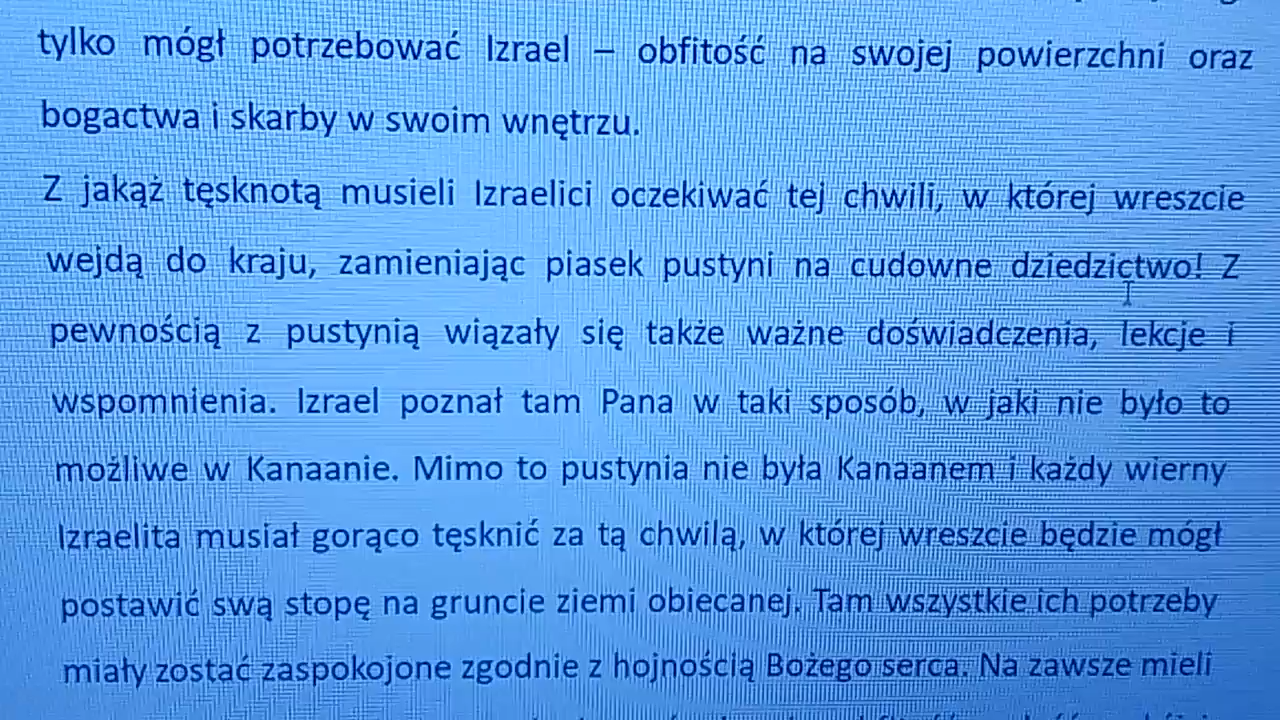 tylko mógł potrzebować Izrael – obfitość na swojej powierzchni oraz
bogactwa i skarby w swoim wnętrzu.
Z jakąż tęsknotą musieli Izraelici oczekiwać tej chwili, w której wreszcie
wejdą do kraju, zamieniając piasek pustyni na cudowne dziedzictwo! Z
pewnością z pustynią wiązały się także ważne doświadczenia, lekcje i
wspomnienia. Izrael poznał tam Pana w taki sposób, w jaki nie było to
możliwe w Kanaanie. Mimo to pustynia nie była Kanaanem i każdy wierny
Izraelita musiał gorąco tęsknić za tą chwilą, w której wreszcie będzie mógł
postawić swą stopę na gruncie ziemi obiecanej. Tam wszystkie ich potrzeby
miały zostać zaspokojone zgodnie z hojnością Bożego serca. Na zawsze mieli